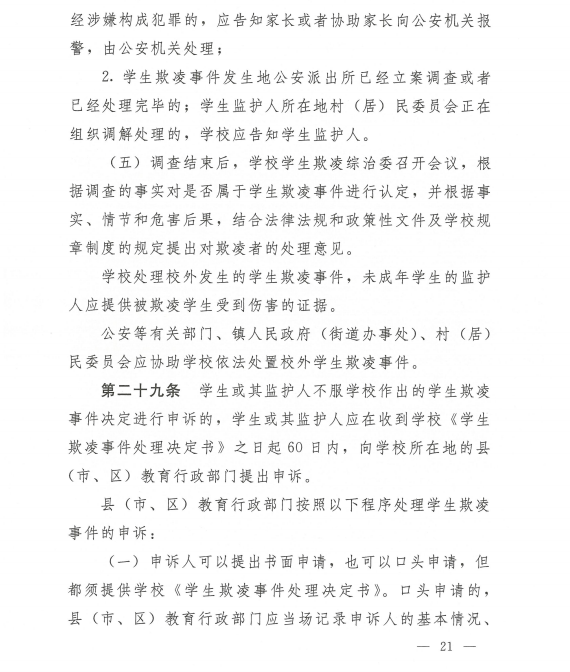 经涉嫌构成犯罪的，应告知家长或者协助家长向公安机关报
警，由公安机关处理；
2. 学生欺凌事件发生地公安派出所已经立案调查或者
已经处理完毕的；学生监护人所在地村（居）民委员会正在
组织调解处理的，学校应告知学生监护人。
（五）调查结束后，学校学生欺凌综治委召开会议，根
据调查的事实对是否属于学生欺凌事件进行认定，并根据事
实、情节和危害后果，结合法律法规和政策性文件及学校规
章制度的规定提出对欺凌者的处理意见。
学校处理校外发生的学生欺凌事件，未成年学生的监护
人应提供被欺凌学生受到伤害的证据。
公安等有关部门、镇人民政府（街道办事处）、村（居）
民委员会应协助学校依法处置校外学生欺凌事件。
第二十九条 学生或其监护人不服学校作出的学生欺凌
事件决定进行申诉的，学生或其监护人应在收到学校《学生
欺凌事件处理决定书》之日起 60 日内，向学校所在地的县
（市、区）教育行政部门提出申诉。
县（市、区）教育行政部门按照以下程序处理学生欺凌
事件的申诉：
（一）申诉人可以提出书面申请，也可以口头申请，但
都须提供学校《学生欺凌事件处理决定书》。口头申请的，
县（市、区）教育行政部门应当场记录申诉人的基本情况、
— 21 —